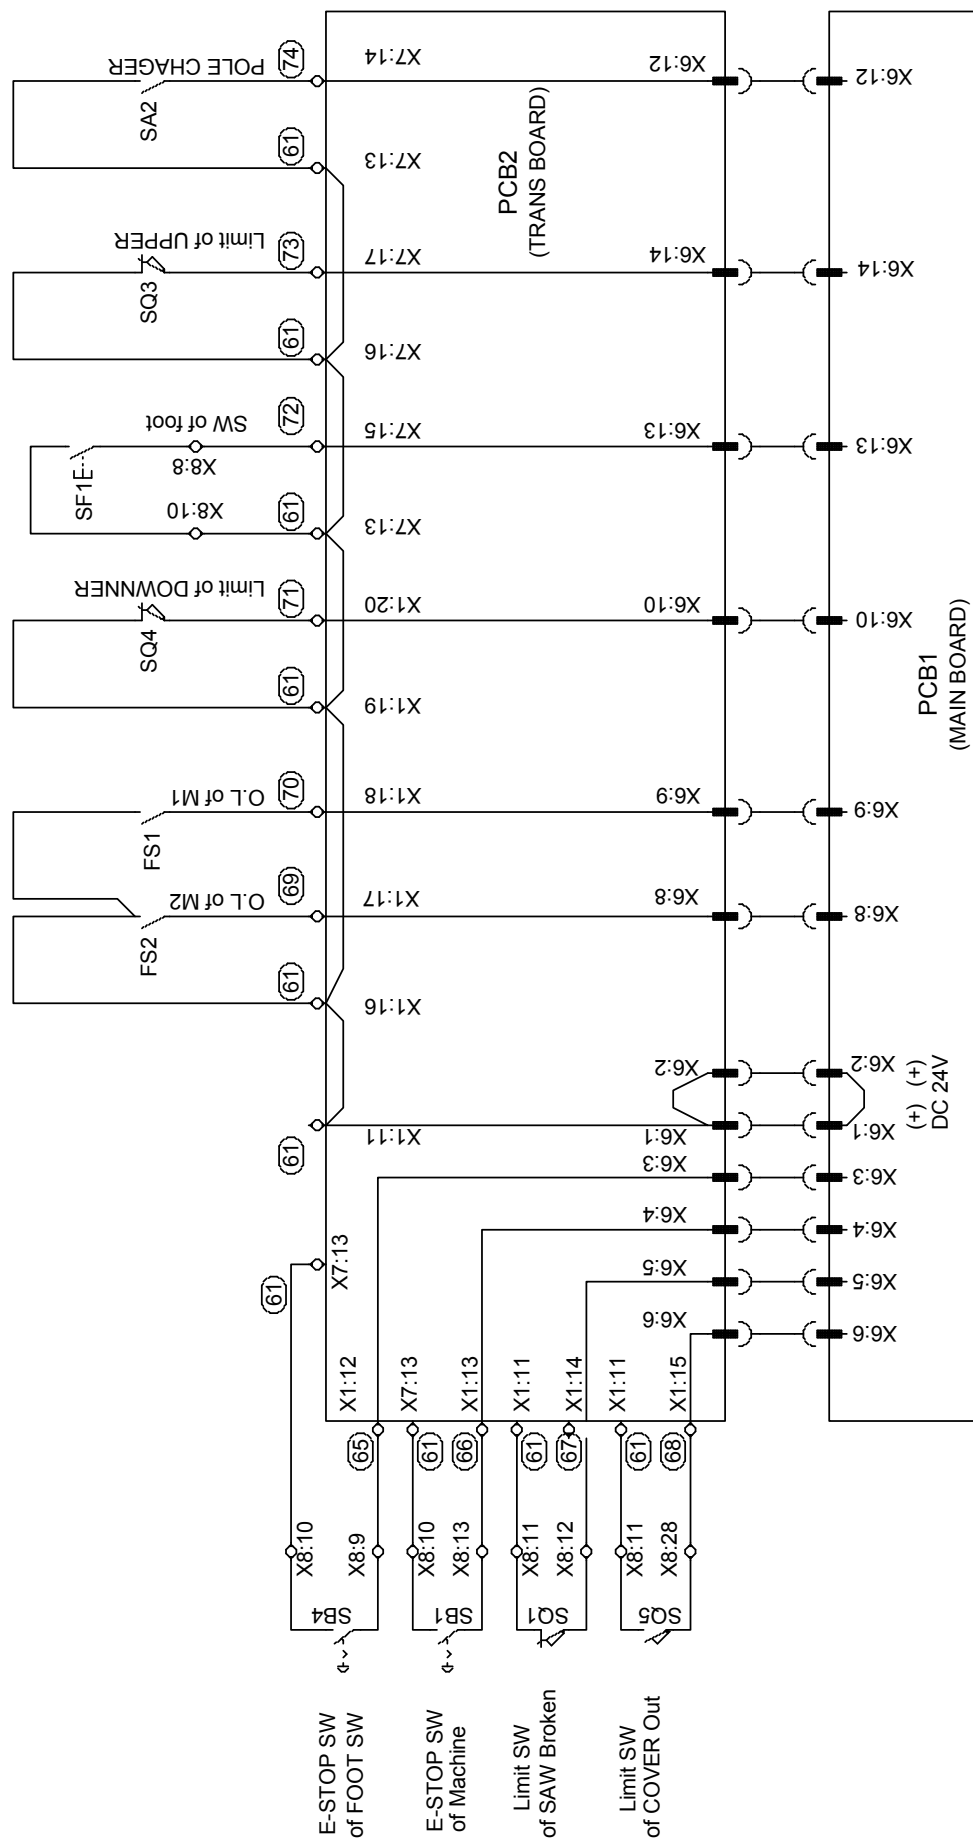 POLE CHAGER
SA2
74
61
X7:14
X7:13
X6:12
X6:12
PCB2
(TRANS BOARD)
Limit of UPPER
SQ3
73
61
X7:17
X7:16
X6:14
X6:14
SW of foot
SF1
72
61
X8:8
X8:10
X7:15
X7:13
X6:13
X6:13
Limit of DOWNNER
SQ4
71
61
X1:20
X1:19
X6:10
X6:10
PCB1
(MAIN BOARD)
O.L of M1
FS1
70
X1:18
X6:9
X6:9
O.L of M2
FS2
69
61
X1:17
X1:16
X6:8
X6:8
61
X1:11
X6:2
X6:1
X6:2
X6:1
(+) (+)
DC 24V
X6:3
X6:3
X6:4
X6:4
X6:5
X6:5
X6:6
X6:6
61
X7:13
X1:12
X7:13
X1:13
X1:11
X1:14
X1:11
X1:15
65
61
66
61
67
61
68
X8:10
X8:9
X8:10
X8:13
X8:11
X8:12
X8:11
X8:28
SB4
SB1
SQ1
SQ5
E-STOP SW
of FOOT SW
E-STOP SW
of Machine
Limit SW
of SAW Broken
Limit SW
of COVER Out